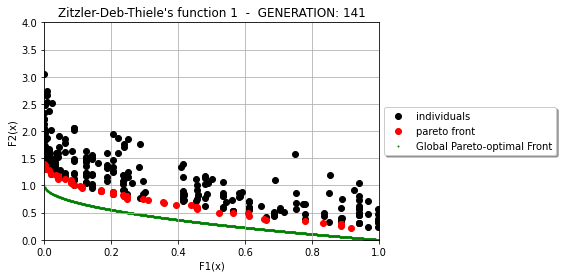 Zitzler-Deb-Thiele's function 1 - GENERATION: 141
4.0
3.5
3.0
2.5
2.0
1.5
1.0
0.5
0.0
F2(x)
0.0 0.2 0.4 0.6 0.8 1.0
F1(x)
individuals
pareto front
Global Pareto-optimal Front